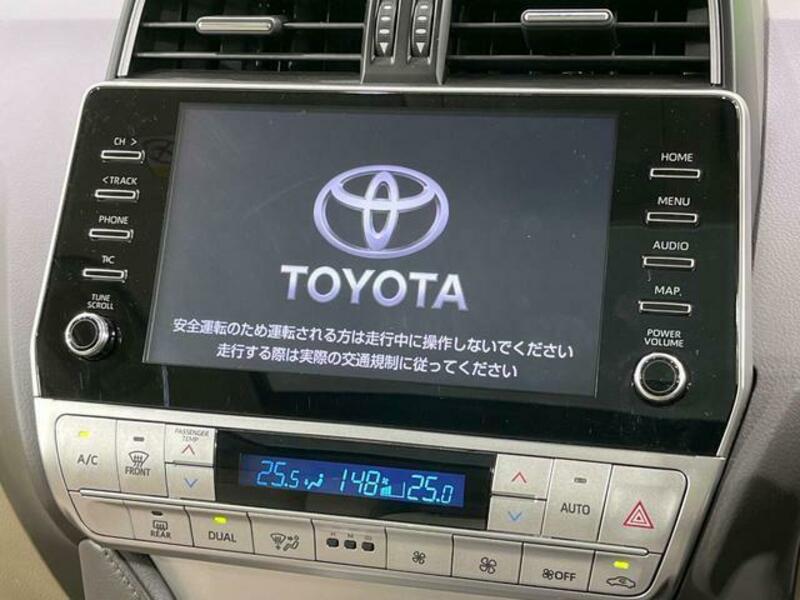 CH >
< TRACK
PHONE
T\C
TUNE
SCROLL
TOYOTA
安全運転のため運転される方は走行中に操作しないでください
走行する際は実際の交通規制に従ってください
HOME
MENU
AUDIO
MAP
POWER
VOLUME
A/C
FRONT
PASSENGER
TEMP
25.5 148 25.0
AUTO
REAR
DUAL
H M D
OFF